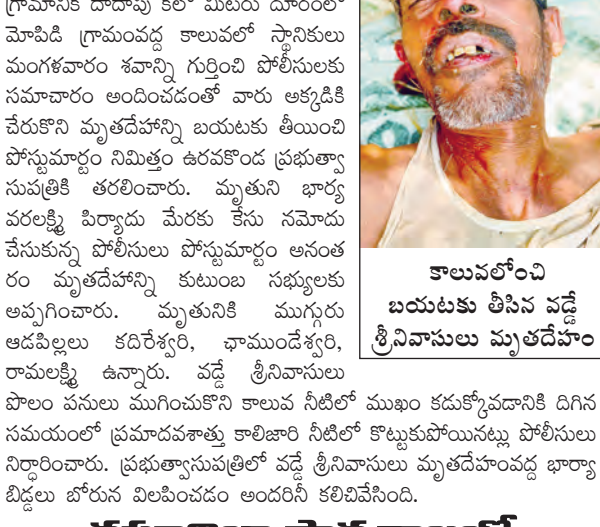 గ్రామానికి దాదాపు కిలో మీటరు దూరంలో
మోపిడి గ్రామంవద్ద కాలువలో స్థానికులు
మంగళవారం శవాన్ని గుర్తించి పోలీసులకు
సమాచారం అందించడంతో వారు అక్కడికి
చేరుకొని మృతదేహాన్ని బయటకు తీయించి
పోస్టుమార్టం నిమిత్తం ఉరవకొండ ప్రభుత్వా
సుపత్రికి తరలించారు. మృతుని భార్య
వరలక్ష్మి పిర్యాదు మేరకు కేసు నమోదు
చేసుకున్న పోలీసులు పోస్టుమార్టం అనంత
రం మృతదేహాన్ని కుటుంబ సభ్యులకు
అప్పగించారు. మృతునికి ముగ్గురు
ఆడపిల్లలు కదిరేశ్వరి, ఛాముండేశ్వరి,
రామలక్ష్మి ఉన్నారు. వడ్డే శ్రీనివాసులు
పొలం పనులు ముగించుకొని కాలువ నీటిలో ముఖం కడుక్కోవడానికి దిగిన
సమయంలో ప్రమాదవశాత్తు కాలిజారి నీటిలో కొట్టుకుపోయినట్లు పోలీసులు
నిర్ధారించారు. ప్రభుత్వాసుపత్రిలో వడ్డే శ్రీనివాసులు మృతదేహంవద్ద భార్యా
బిడ్డలు బోరున విలపించడం అందరినీ కలిచివేసింది.
కాలువలోంచి
బయటకు తీసిన వడ్డే
శ్రీనివాసులు మృతదేహం